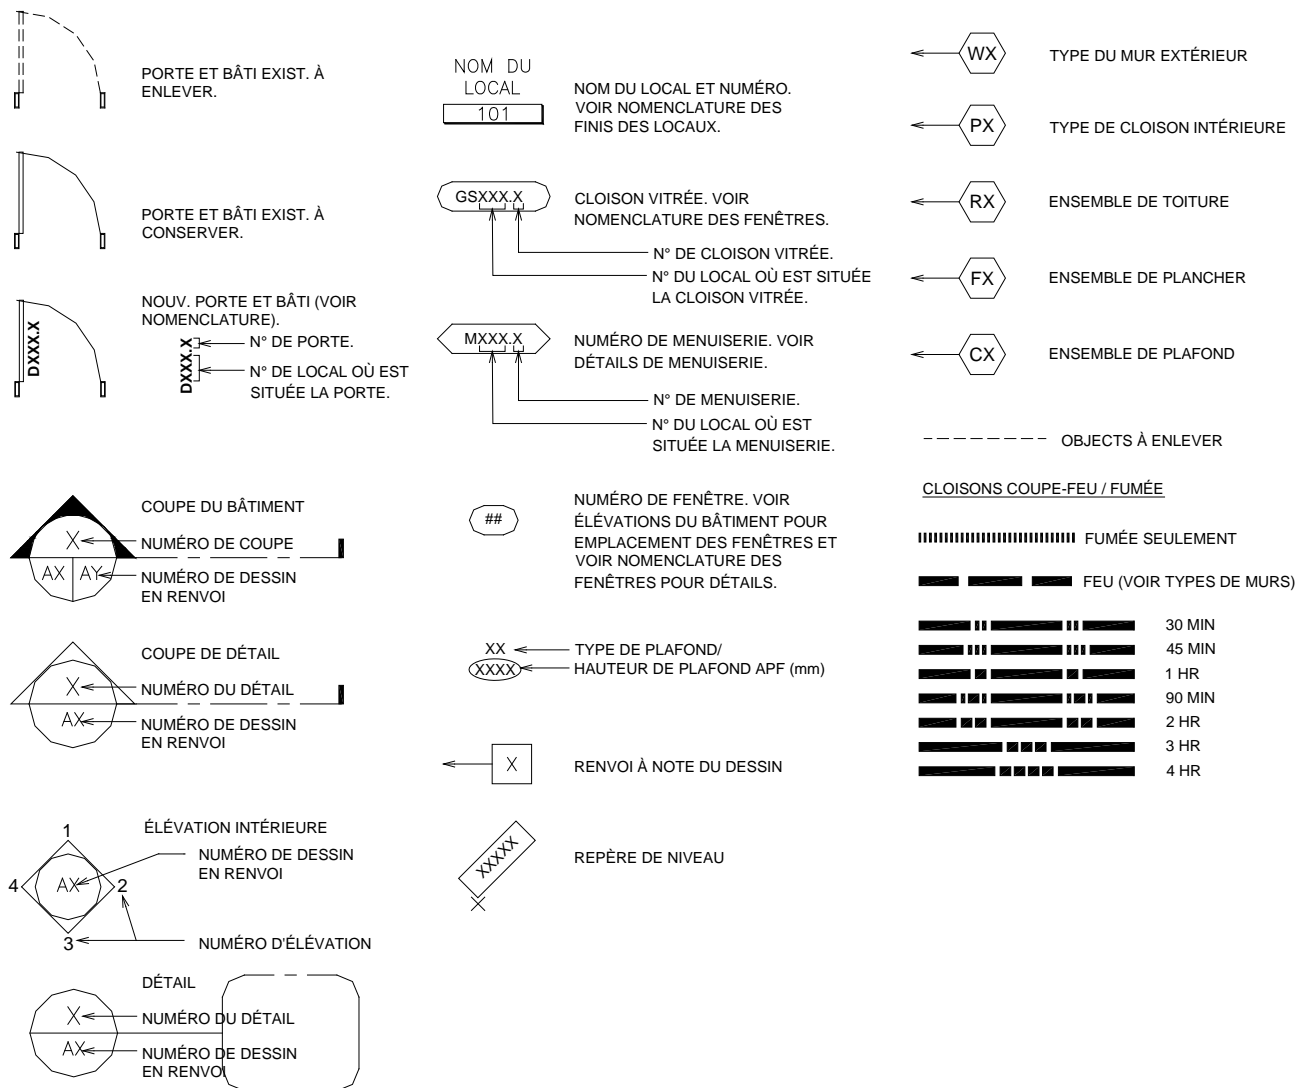 PORTE ET BÂTI EXIST. À
ENLEVER.
PORTE ET BÂTI EXIST. À
CONSERVER.
DXXX.X
NOUV. PORTE ET BÂTI (VOIR
NOMENCLATURE).
DXXX.X
N° DE PORTE.
N° DE LOCAL OÙ EST
SITUÉE LA PORTE.
COUPE DU BÂTIMENT
X
NUMÉRO DE COUPE
AX AY
NUMÉRO DE DESSIN
EN RENVOI
COUPE DE DÉTAIL
X
NUMÉRO DU DÉTAIL
AX
NUMÉRO DE DESSIN
EN RENVOI
ÉLÉVATION INTÉRIEURE
1
NUMÉRO DE DESSIN
EN RENVOI
4 AX 2
3
NUMÉRO D'ÉLÉVATION
DÉTAIL
X
NUMÉRO DU DÉTAIL
AX
NUMÉRO DE DESSIN
EN RENVOI
NOM DU
LOCAL
101
NOM DU LOCAL ET NUMÉRO.
VOIR NOMENCLATURE DES
FINIS DES LOCAUX.
GSXXX.X
CLOISON VITRÉE. VOIR
NOMENCLATURE DES FENÊTRES.
N° DE CLOISON VITRÉE.
N° DU LOCAL OÙ EST SITUÉE
LA CLOISON VITRÉE.
MXXX.X
NUMÉRO DE MENUISERIE. VOIR
DÉTAILS DE MENUISERIE.
N° DE MENUISERIE.
N° DU LOCAL OÙ EST
SITUÉE LA MENUISERIE.
##
NUMÉRO DE FENÊTRE. VOIR
ÉLÉVATIONS DU BÂTIMENT POUR
EMPLACEMENT DES FENÊTRES ET
VOIR NOMENCLATURE DES
FENÊTRES POUR DÉTAILS.
XX
TYPE DE PLAFOND/
XXXX
HAUTEUR DE PLAFOND APF (mm)
X
RENVOI À NOTE DU DESSIN
XXXXX
REPÈRE DE NIVEAU
WX
TYPE DU MUR EXTÉRIEUR
PX
TYPE DE CLOISON INTÉRIEURE
RX
ENSEMBLE DE TOITURE
FX
ENSEMBLE DE PLANCHER
CX
ENSEMBLE DE PLAFOND
OBJECTS À ENLEVER
CLOISONS COUPE-FEU / FUMÉE
FUMÉE SEULEMENT
FEU (VOIR TYPES DE MURS)
30 MIN
45 MIN
1 HR
90 MIN
2 HR
3 HR
4 HR